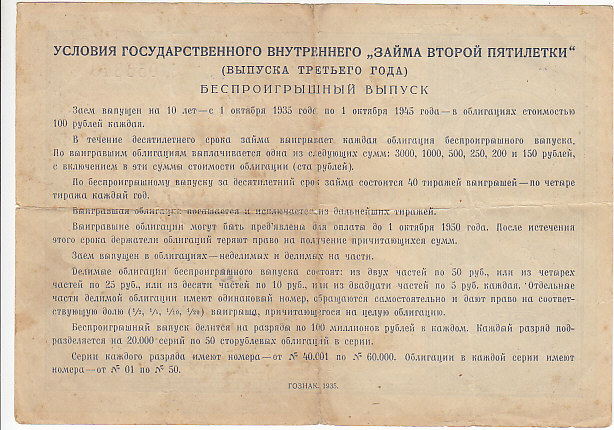 УСЛОВИЯ ГОСУДАРСТВЕННОГО ВНУТРЕННЕГО „ЗАЙМА ВТОРОЙ ПЯТИЛЕТКИ“
(ВЫПУСКА ТРЕТЬЕГО ГОДА)
БЕСПРОИГРЫШНЫЙ ВЫПУСК
Заем выпущен на 10 лет—с 1 октября 1935 года по 1 октября 1945 года—в облигациях стоимостью
100 рублей каждая.
В течение десятилетнего срока займа выигрывает каждая облигация беспроигрышного выпуска.
По выигравшим облигациям выплачивается одна из следующих сумм: 3000, 1000, 500, 250, 200 и 150 рублей,
с включением в эти суммы стоимости облигации (ста рублей).
По беспроигрышному выпуску за десятилетний срок займа состоится 40 тиражей выигрышей—по четыре
тиража каждый год.
Выигравшая облигация погашается и исключается из дальнейших тиражей.
Выигравшие облигации могут быть пред'явлены для оплаты до 1 октября 1950 года. После истечения
этого срока держатели облигаций теряют право на получение причитающихся сумм.
Заем выпущен в облигациях—неделимых и делимых на части.
Делимые облигации беспроигрышного выпуска состоят: из двух частей по 50 руб., или из четырех
частей по 25 руб., или из десяти частей по 10 руб., или из двадцати частей по 5 руб. каждая. Отдельные
части делимой облигации имеют одинаковый номер, обращаются самостоятельно и дают право на соответ-
ствующую долю (½, ¼, ¹⁄₁₀, ¹⁄₂₀) выигрыша, причитающегося на целую облигацию.
Беспроигрышный выпуск делится на разряды по 100 миллионов рублей в каждом. Каждый разряд под-
разделяется на 20.000 серий по 50 сторублевых облигаций в серии.
Серии каждого разряда имеют номера—от № 40.001 по № 60.000. Облигации в каждой серии имеют
номера—от № 01 по № 50.
ГОЗНАК. 1935.